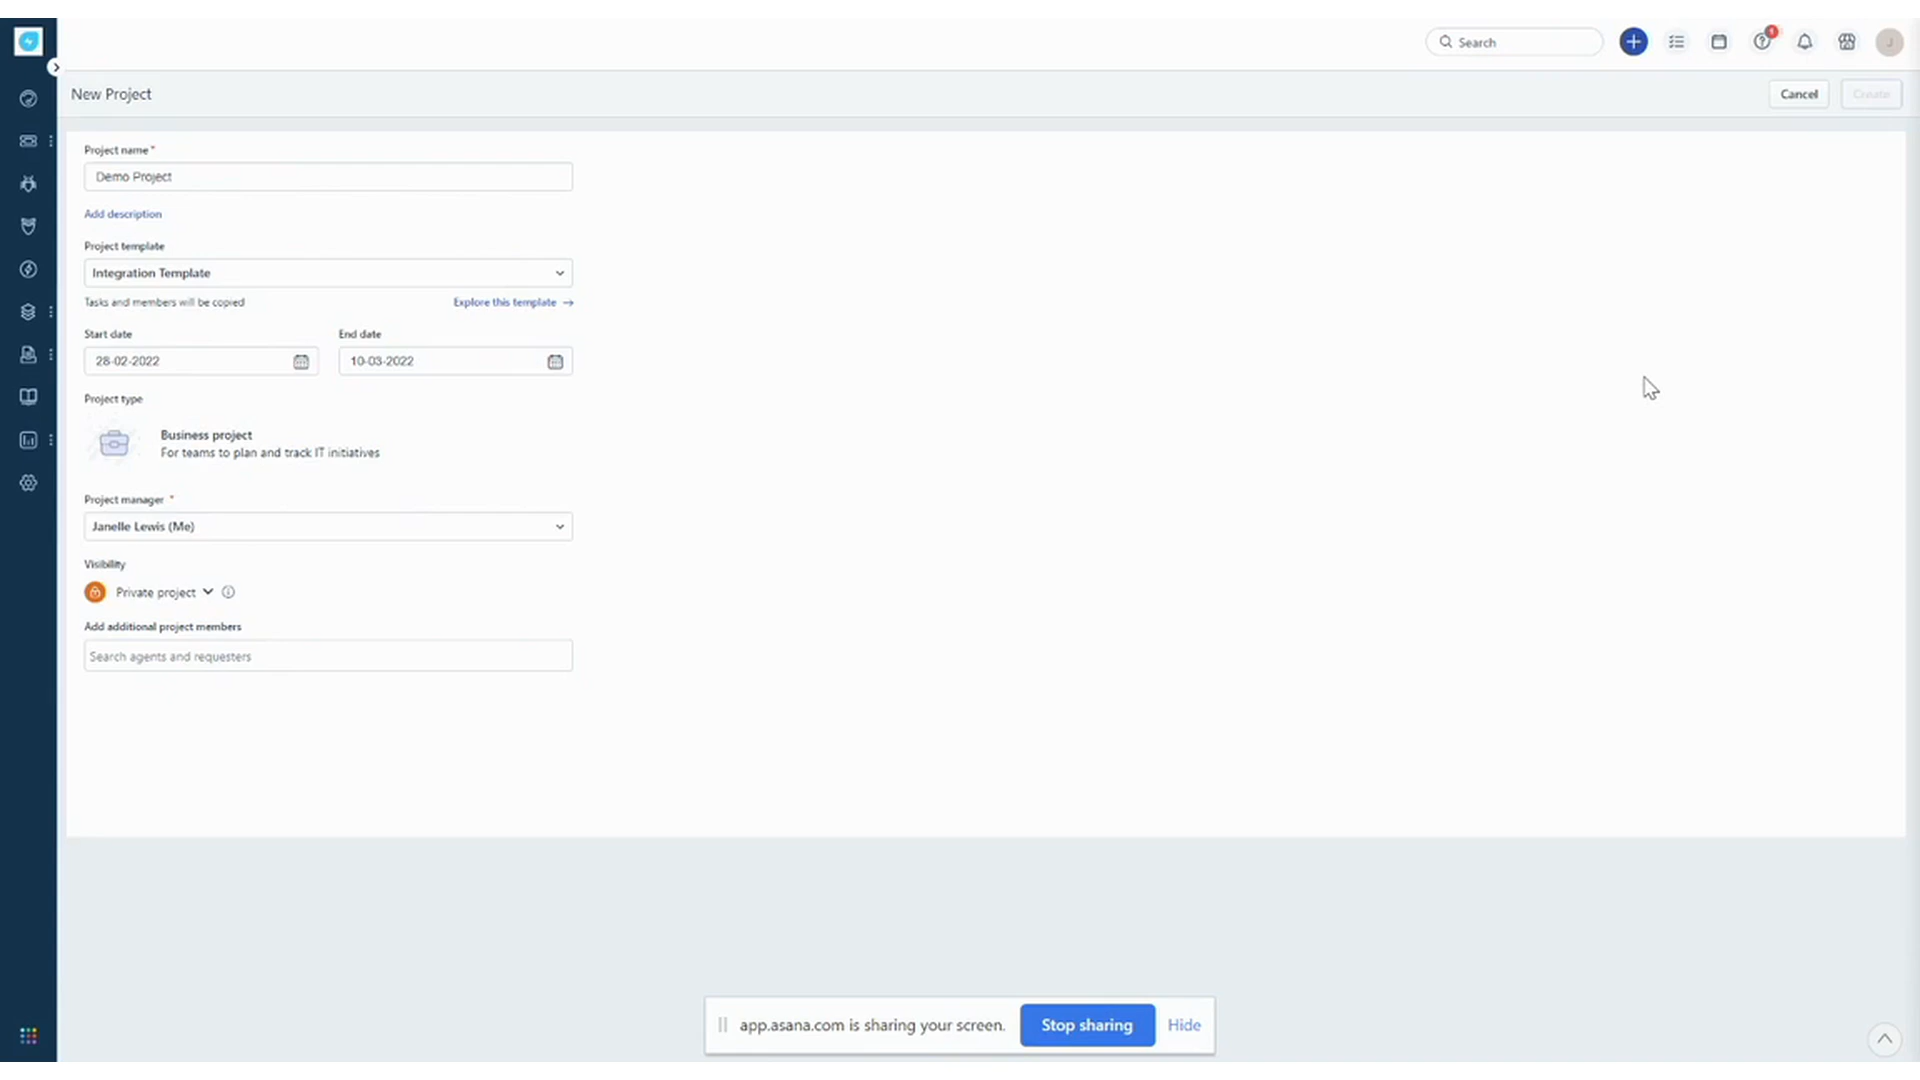 Search
New Project
Cancel
Create
Project name *
Demo Project
Add description
Project template
Integration Template
Tasks and members will be copied
Explore this template →
Start date
End date
28-02-2022
10-03-2022
Project type
Business project
For teams to plan and track IT initiatives
Project manager *
Janelle Lewis (Me)
Visibility
Private project
Add additional project members
Search agents and requesters
app.asana.com is sharing your screen.
Stop sharing
Hide